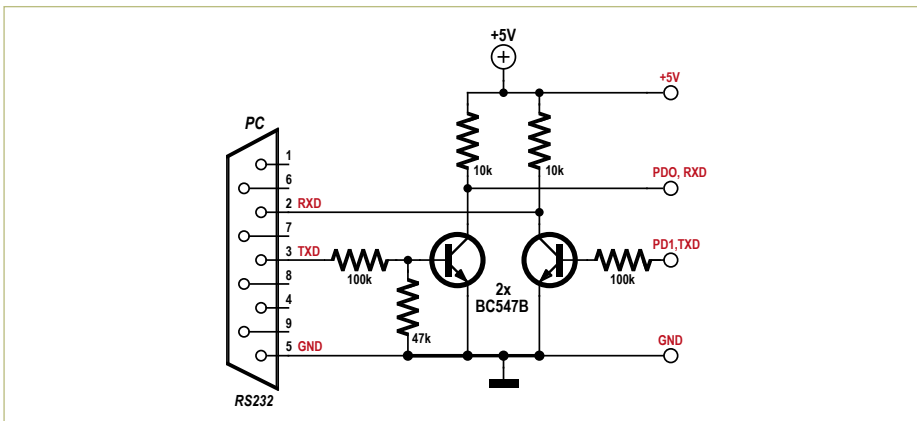 +5V
+5V
PC
1
10k
10k
6
PD0, RXD
2 RXD
7
3 TXD
PD1,TXD
100k
100k
8
2x
BC547B
4
47k
9
5 GND
GND
RS232